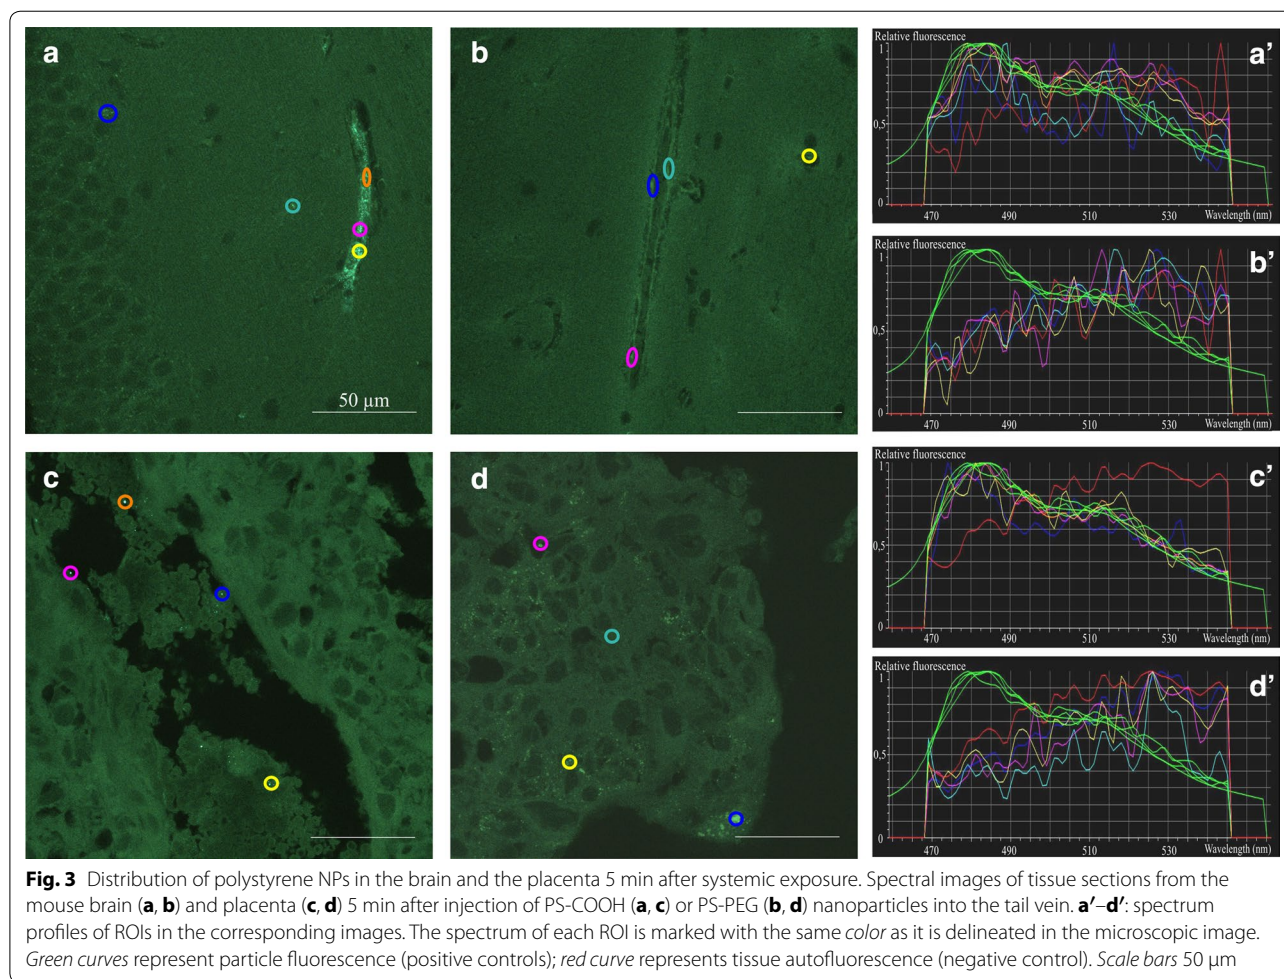 a
50 µm
b
Relative fluorescence
a’
1
0,5
0
470 490 510 530 Wavelength (nm)
Relative fluorescence
b’
1
0,5
0
470 490 510 530 Wavelength (nm)
c
d
Relative fluorescence
c’
1
0,5
0
470 490 510 530 Wavelength (nm)
Relative fluorescence
d’
1
0,5
0
470 490 510 530 Wavelength (nm)
Fig. 3 Distribution of polystyrene NPs in the brain and the placenta 5 min after systemic exposure. Spectral images of tissue sections from the
mouse brain (a, b) and placenta (c, d) 5 min after injection of PS-COOH (a, c) or PS-PEG (b, d) nanoparticles into the tail vein. a′–d′: spectrum
profiles of ROIs in the corresponding images. The spectrum of each ROI is marked with the same color as it is delineated in the microscopic image.
Green curves represent particle fluorescence (positive controls); red curve represents tissue autofluorescence (negative control). Scale bars 50 µm